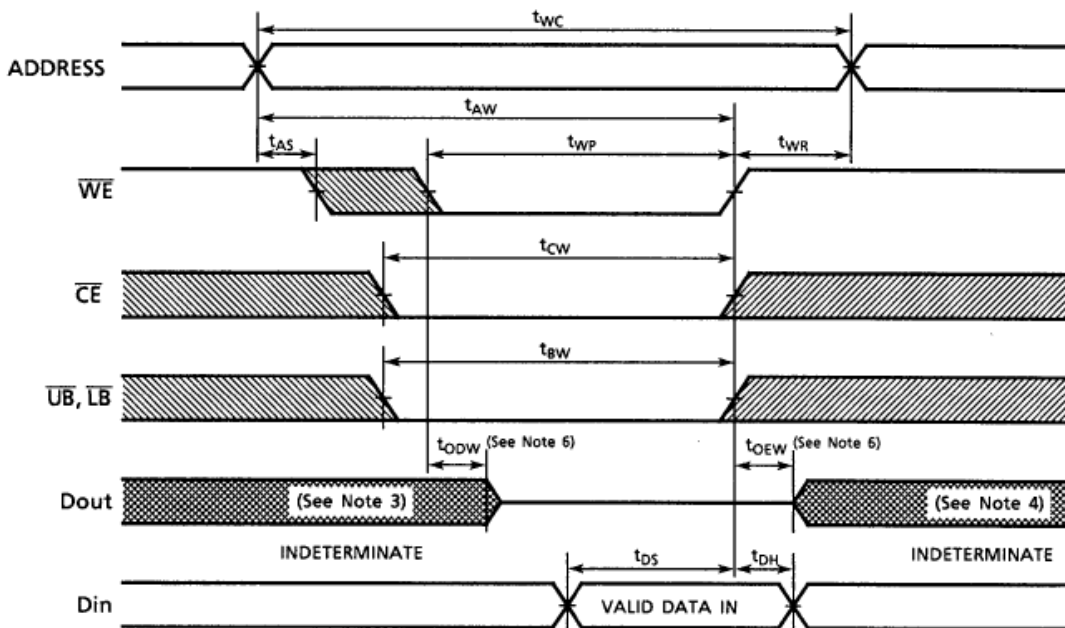 tWC
ADDRESS
tAW
tAS
tWP
tWR
WE
tCW
CE
tBW
UB, LB
tODW (See Note 6)
tOEW (See Note 6)
Dout
(See Note 3)
(See Note 4)
INDETERMINATE
INDETERMINATE
tDS
tDH
Din
VALID DATA IN